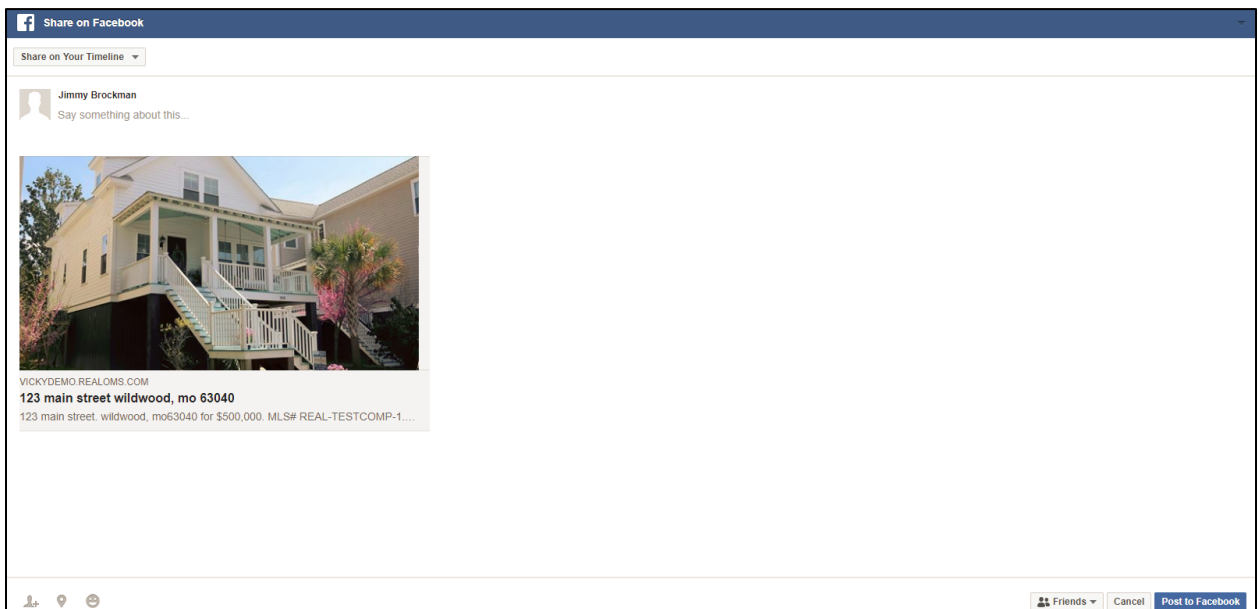 Share on Facebook
Share on Your Timeline
Jimmy Brockman
Say something about this...
VICKYDEMO.REALOMS.COM
123 main street wildwood, mo 63040
123 main street. wildwood, mo63040 for $500,000. MLS# REAL-TESTCOMP-1....
Friends Cancel Post to Facebook